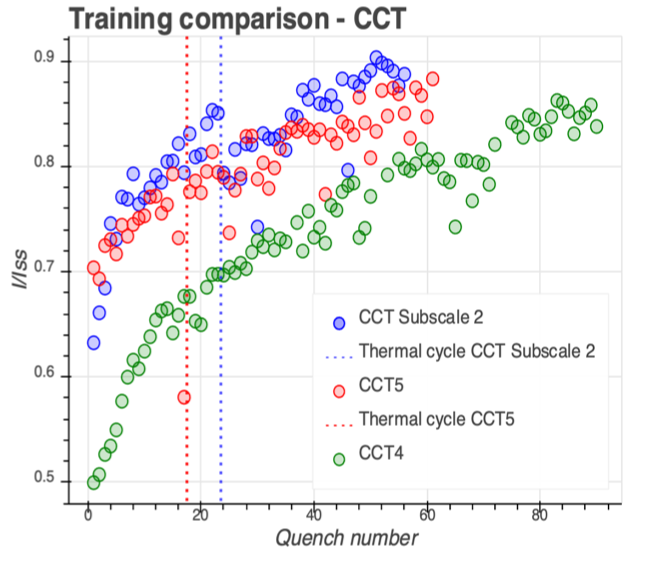 Training comparison - CCT
0.9
0.8
0.7
0.6
0.5
I/Iss
0 20 40 60 80
Quench number
CCT Subscale 2
Thermal cycle CCT Subscale 2
CCT5
Thermal cycle CCT5
CCT4